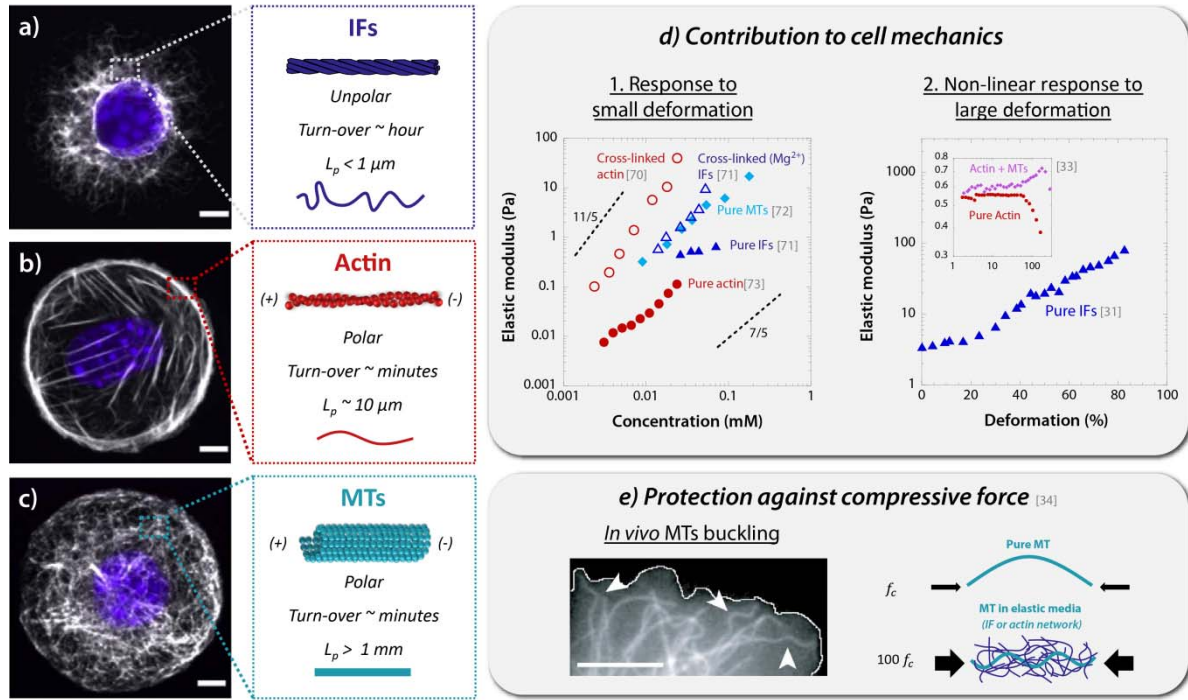 a)
IFs
Unpolar
Turn-over ~ hour
Lₚ < 1 µm
b)
Actin
(+)
(-)
Polar
Turn-over ~ minutes
Lₚ ~ 10 µm
c)
MTs
(+)
(-)
Polar
Turn-over ~ minutes
Lₚ > 1 mm
d) Contribution to cell mechanics
1. Response to
small deformation
Elastic modulus (Pa)
100
10
1
0.1
0.01
0.001
Cross-linked
actin [70]
Cross-linked (Mg²⁺)
IFs [71]
11/5
Pure MTs [72]
Pure IFs [71]
Pure actin [73]
7/5
0.001
0.01
0.1
1
Concentration (mM)
2. Non-linear response to
large deformation
Elastic modulus (Pa)
1000
100
10
1
0.8
0.7
0.6
0.5
0.4
0.3
Actin + MTs
[33]
Pure Actin
1
10
100
Pure IFs [31]
0
20
40
60
80
100
Deformation (%)
e) Protection against compressive force [34]
In vivo MTs buckling
Pure MT
f꜀
MT in elastic media
(IF or actin network)
100 f꜀